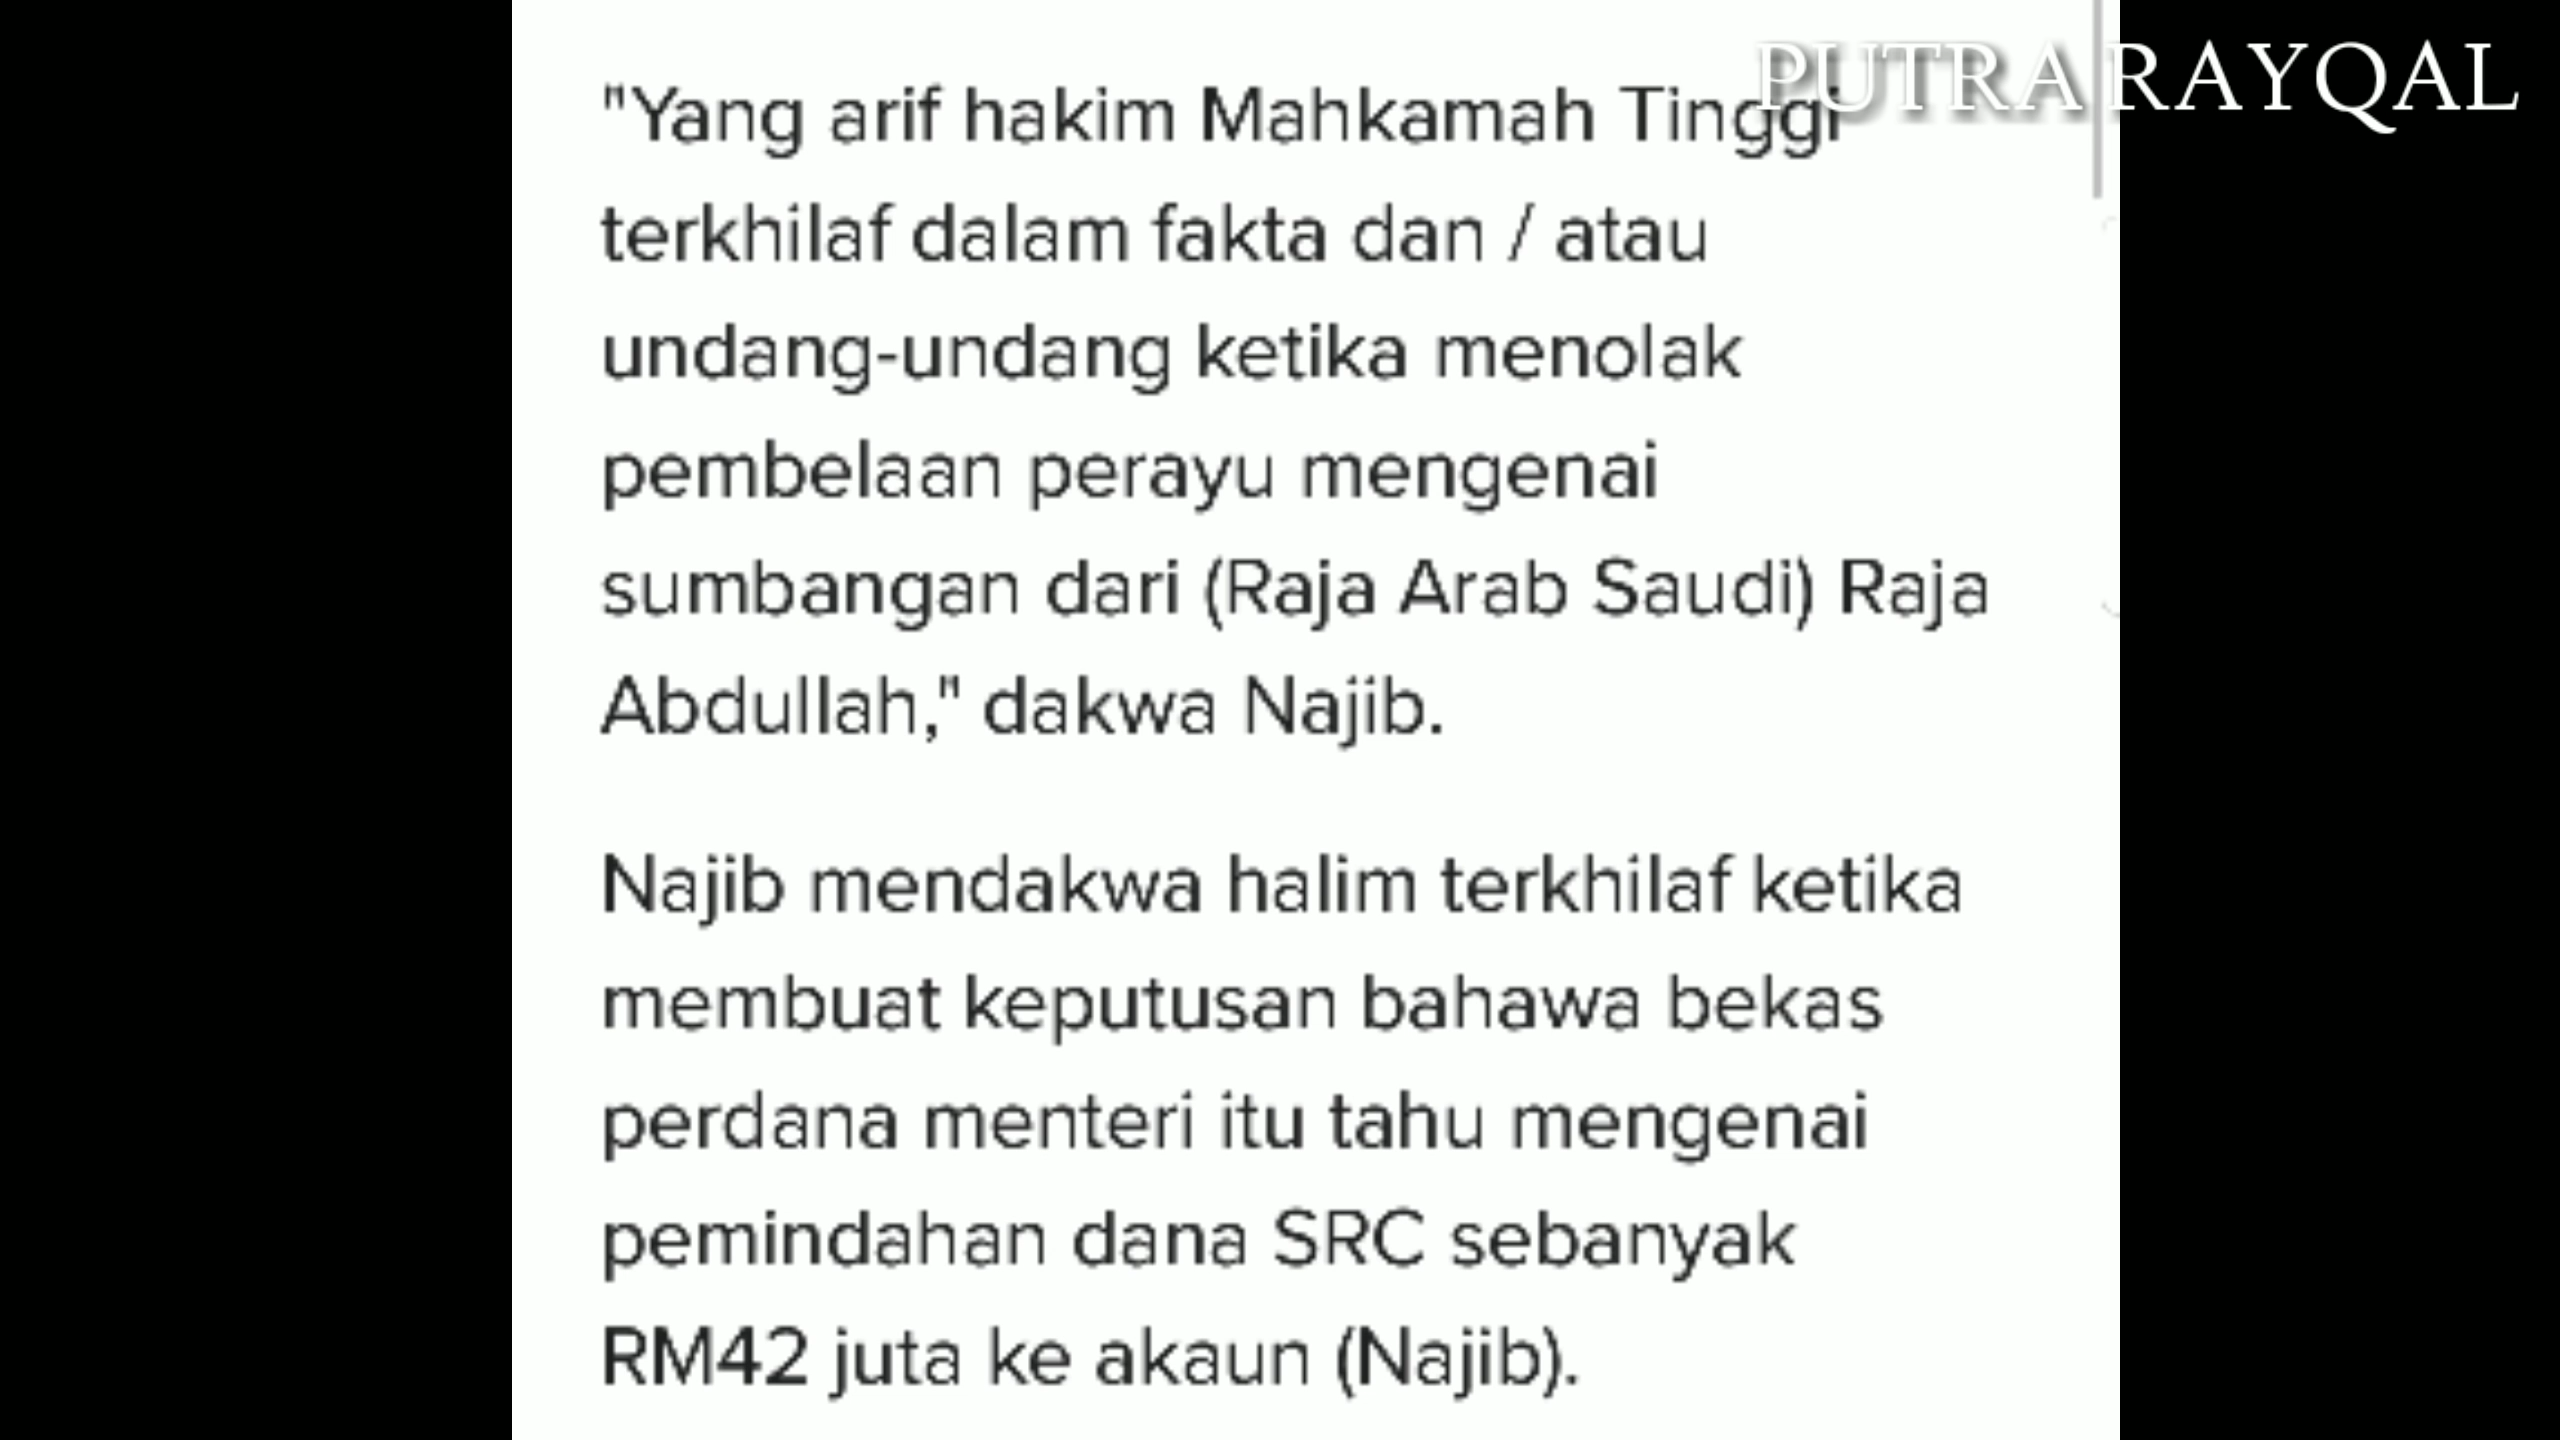 PUTRA RAYQAL
"Yang arif hakim Mahkamah Tinggi
terkhilaf dalam fakta dan / atau
undang-undang ketika menolak
pembelaan perayu mengenai
sumbangan dari (Raja Arab Saudi) Raja
Abdullah," dakwa Najib.
Najib mendakwa halim terkhilaf ketika
membuat keputusan bahawa bekas
perdana menteri itu tahu mengenai
pemindahan dana SRC sebanyak
RM42 juta ke akaun (Najib).